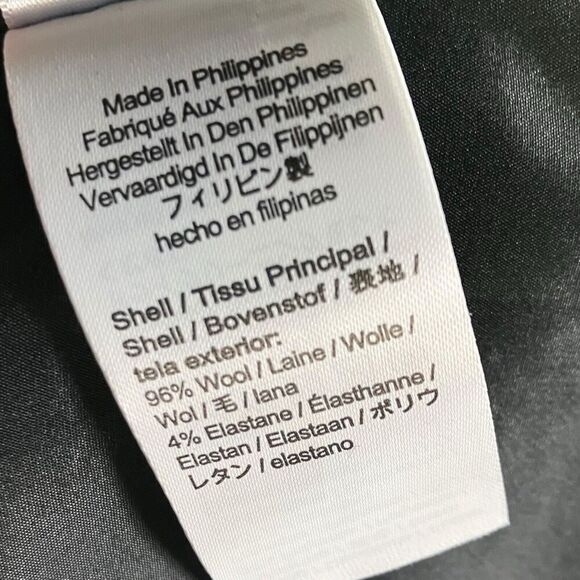 Made In Philippines
Fabriqué Aux Philippines
Hergestellt In Den Philippinen
Vervaardigd In De Filippijnen
フィリピン製
hecho en filipinas
Shell / Tissu Principal /
Shell / Bovenstof / 表地 /
tela exterior:
96% Wool / Laine / Wolle /
Wol / 毛 / lana
4% Elastane / Élasthanne /
Elastan / Elastaan / ポリウ
レタン / elastano